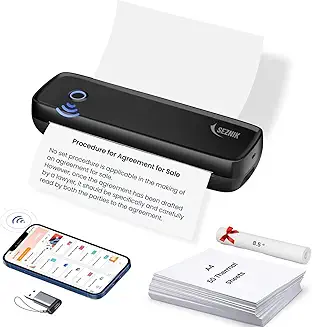 SEZNIK
Procedure for Agreement for Sale
No set procedure is applicable in the making of
an agreement for sale.
However, once the agreement has been drafted
by a lawyer, it should be specifically and carefully
read by both the parties to the agreement.
0.5"
A4
50 Thermal
Sheets